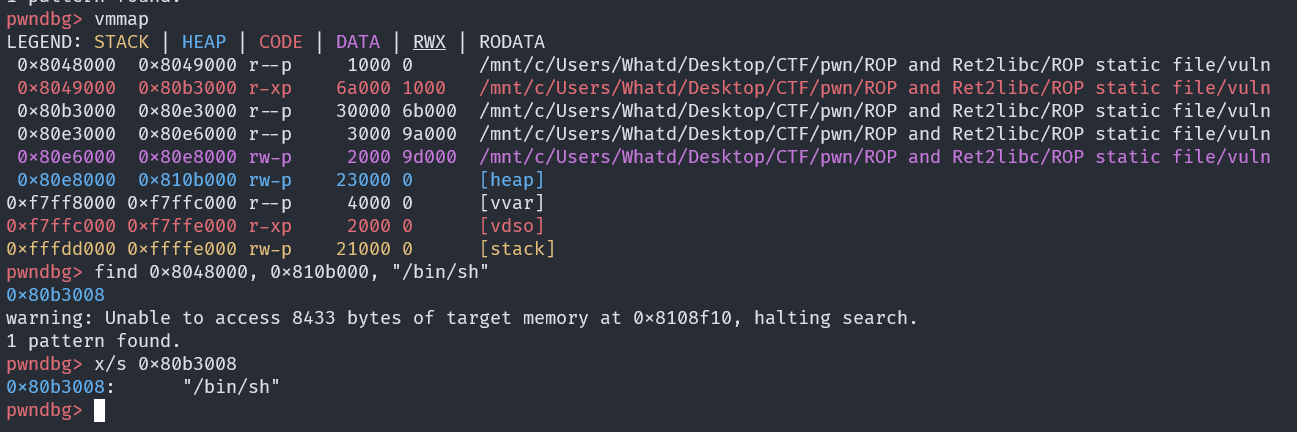 1 pattern found.
pwndbg> vmmap
LEGEND: STACK | HEAP | CODE | DATA | RWX | RODATA
0×8048000 0×8049000 r--p 1000 0 /mnt/c/Users/Whatd/Desktop/CTF/pwn/ROP and Ret2libc/ROP static file/vuln
0×8049000 0×80b3000 r-xp 6a000 1000 /mnt/c/Users/Whatd/Desktop/CTF/pwn/ROP and Ret2libc/ROP static file/vuln
0×80b3000 0×80e3000 r--p 30000 6b000 /mnt/c/Users/Whatd/Desktop/CTF/pwn/ROP and Ret2libc/ROP static file/vuln
0×80e3000 0×80e6000 r--p 3000 9a000 /mnt/c/Users/Whatd/Desktop/CTF/pwn/ROP and Ret2libc/ROP static file/vuln
0×80e6000 0×80e8000 rw-p 2000 9d000 /mnt/c/Users/Whatd/Desktop/CTF/pwn/ROP and Ret2libc/ROP static file/vuln
0×80e8000 0×810b000 rw-p 23000 0 [heap]
0×f7ff8000 0×f7ffc000 r--p 4000 0 [vvar]
0×f7ffc000 0×f7ffe000 r-xp 2000 0 [vdso]
0×fffdd000 0×ffffe000 rw-p 21000 0 [stack]
pwndbg> find 0×8048000, 0×810b000, "/bin/sh"
0×80b3008
warning: Unable to access 8433 bytes of target memory at 0×8108f10, halting search.
1 pattern found.
pwndbg> x/s 0×80b3008
0×80b3008: "/bin/sh"
pwndbg>